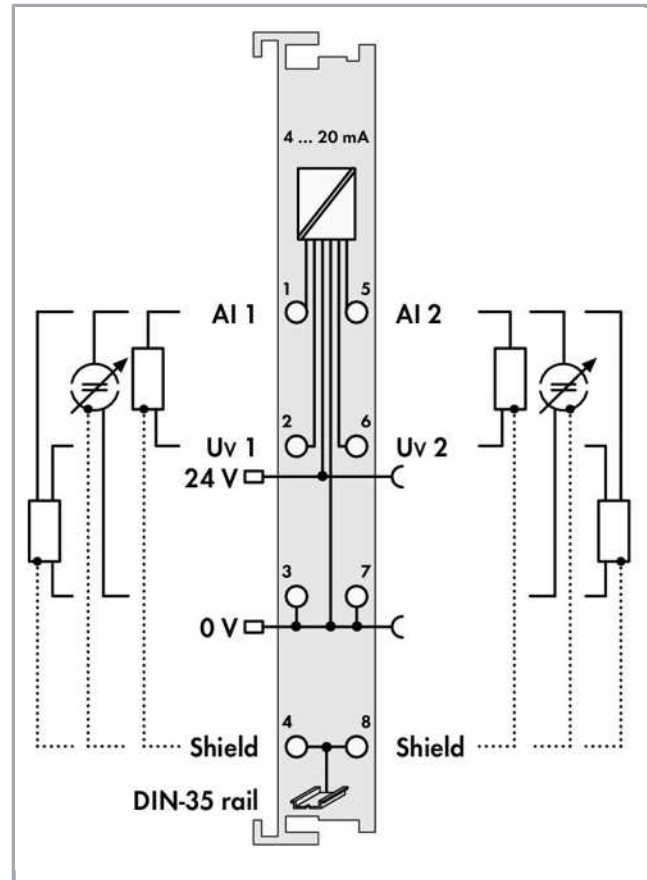 4 ... 20 mA
1 5
AI 1 AI 2
2 6
Uv 1 Uv 2
24 V
3 7
0 V
4 8
Shield Shield
DIN-35 rail